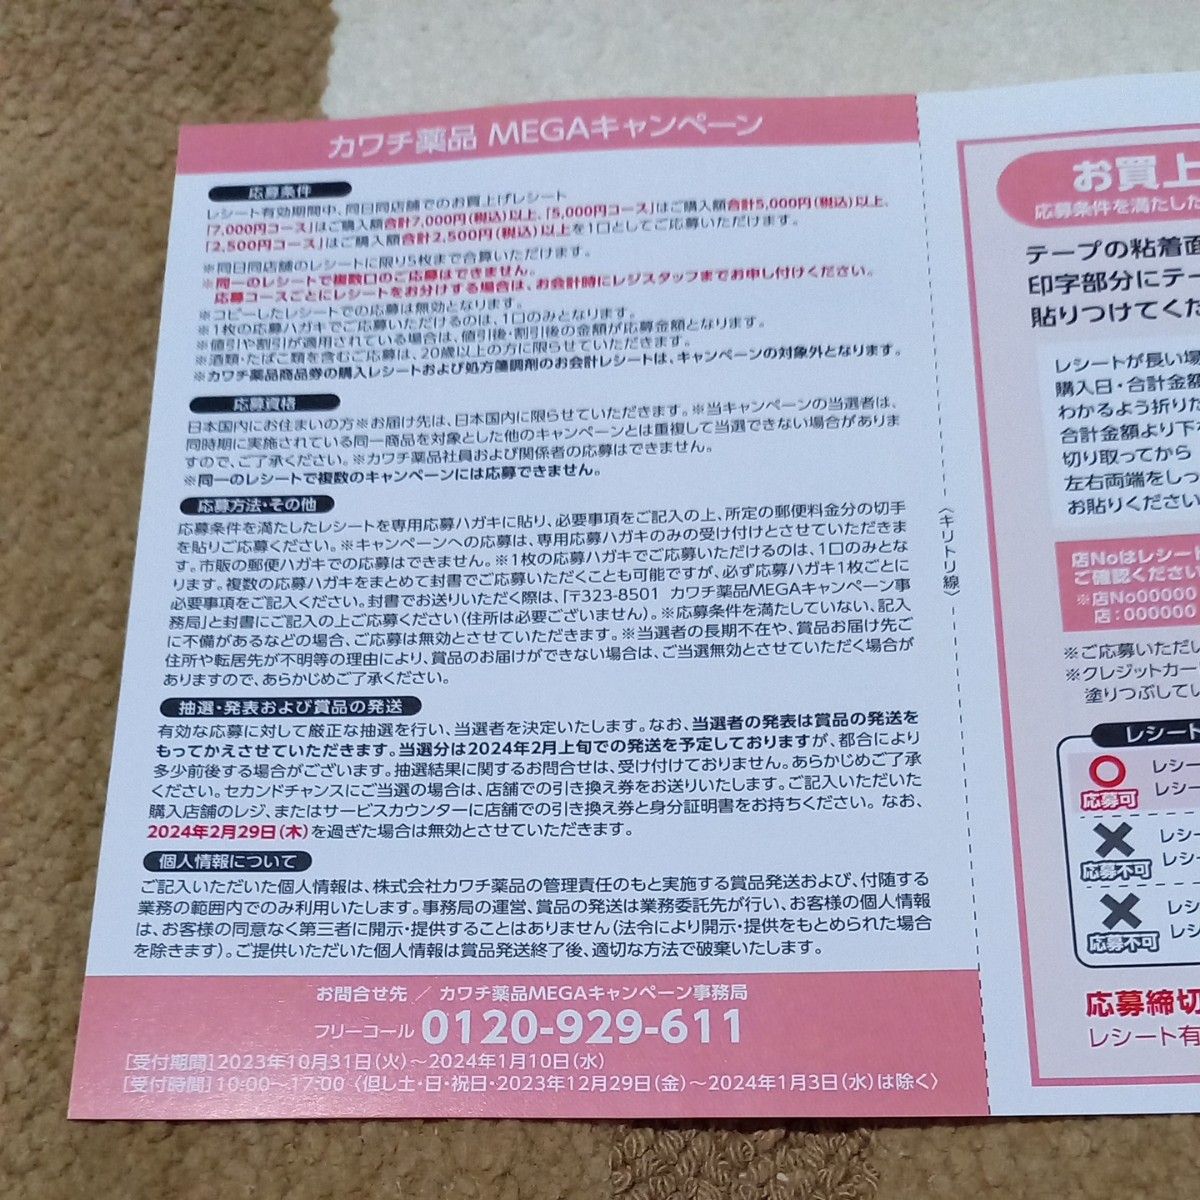 カワチ薬品 MEGAキャンペーン
応募条件
レシート有効期間中、同日同店舗でのお買上げレシート
「7,000円コース」はご購入額合計7,000円(税込)以上、「5,000円コース」はご購入額合計5,000円(税込)以上、
「2,500円コース」はご購入額合計2,500円(税込)以上を1口としてご応募いただけます。
※同日同店舗のレシートに限り5枚まで合算いただけます。
※同一のレシートで複数口のご応募はできません。
応募コースごとにレシートをお分けする場合は、お会計時にレジスタッフまでお申し付けください。
※コピーしたレシートでの応募は無効となります。
※1枚の応募ハガキでご応募いただけるのは、1口のみとなります。
※値引や割引が適用されている場合は、値引後・割引後の金額が応募金額となります。
※酒類・たばこ類を含むご応募は、20歳以上の方に限らせていただきます。
※カワチ薬品商品券の購入レシートおよび処方箋調剤のお会計レシートは、キャンペーンの対象外となります。
応募資格
日本国内にお住まいの方※お届け先は、日本国内に限らせていただきます。※当キャンペーンの当選者は、
同時期に実施されている同一商品を対象とした他のキャンペーンとは重複して当選できない場合がありま
すので、ご了承ください。※カワチ薬品社員および関係者の応募はできません。
※同一のレシートで複数のキャンペーンには応募できません。
応募方法・その他
応募条件を満たしたレシートを専用応募ハガキに貼り、必要事項をご記入の上、所定の郵便料金分の切手
を貼りご応募ください。※キャンペーンへの応募は、専用応募ハガキのみの受け付けとさせていただきま
す。市販の郵便ハガキでの応募はできません。※1枚の応募ハガキでご応募いただけるのは、1口のみとな
ります。複数の応募ハガキをまとめて封書でご応募いただくことも可能ですが、必ず応募ハガキ1枚ごとに
必要事項をご記入ください。封書でお送りいただく際は、「〒323-8501 カワチ薬品MEGAキャンペーン事
務局」と封書にご記入の上ご応募ください(住所は必要ございません)。※応募条件を満たしていない、記入
に不備があるなどの場合、ご応募は無効とさせていただきます。※当選者の長期不在や、賞品お届け先ご
住所や転居先が不明等の理由により、賞品のお届けができない場合は、ご当選無効とさせていただく場合が
ありますので、あらかじめご了承ください。
抽選・発表および賞品の発送
有効な応募に対して厳正な抽選を行い、当選者を決定いたします。なお、当選者の発表は賞品の発送を
もってかえさせていただきます。当選分は2024年2月上旬での発送を予定しておりますが、都合により
多少前後する場合がございます。抽選結果に関するお問合せは、受け付けておりません。あらかじめご了承
ください。セカンドチャンスにご当選の場合は、店舗での引き換え券をお送りいたします。ご記入いただいた
購入店舗のレジ、またはサービスカウンターに店舗での引き換え券と身分証明書をお持ちください。なお、
2024年2月29日(木)を過ぎた場合は無効とさせていただきます。
個人情報について
ご記入いただいた個人情報は、株式会社カワチ薬品の管理責任のもと実施する賞品発送および、付随する
業務の範囲内でのみ利用いたします。事務局の運営、賞品の発送は業務委託先が行い、お客様の個人情報
は、お客様の同意なく第三者に開示・提供することはありません(法令により開示・提供をもとめられた場合
を除きます)。ご提供いただいた個人情報は賞品発送終了後、適切な方法で破棄いたします。
お問合せ先 / カワチ薬品MEGAキャンペーン事務局
フリーコール 0120-929-611
[受付期間]2023年10月31日(火)～2024年1月10日(水)
[受付時間]10:00～17:00〈但し土・日・祝日・2023年12月29日(金)～2024年1月3日(水)は除く〉
〈キリトリ線〉
お買上
応募条件を満たした
テープの粘着面
印字部分にテー
貼りつけてくだ
レシートが長い場
購入日・合計金額
わかるよう折りた
合計金額より下
切り取ってから
左右両端をしっ
お貼りください
店Noはレシート
ご確認ください
※店No00000
店:000000
※ご応募いただい
※クレジットカー
塗りつぶしてい
レシート
応募可
レシー
レシー
応募不可
レシ
レシ
応募不可
レシ
レシ
応募締切
レシート有